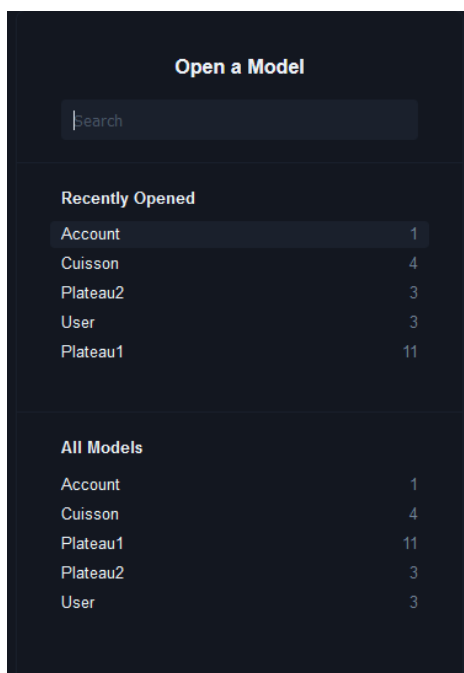 Open a Model
Search
Recently Opened
Account 1
Cuisson 4
Plateau2 3
User 3
Plateau1 11
All Models
Account 1
Cuisson 4
Plateau1 11
Plateau2 3
User 3